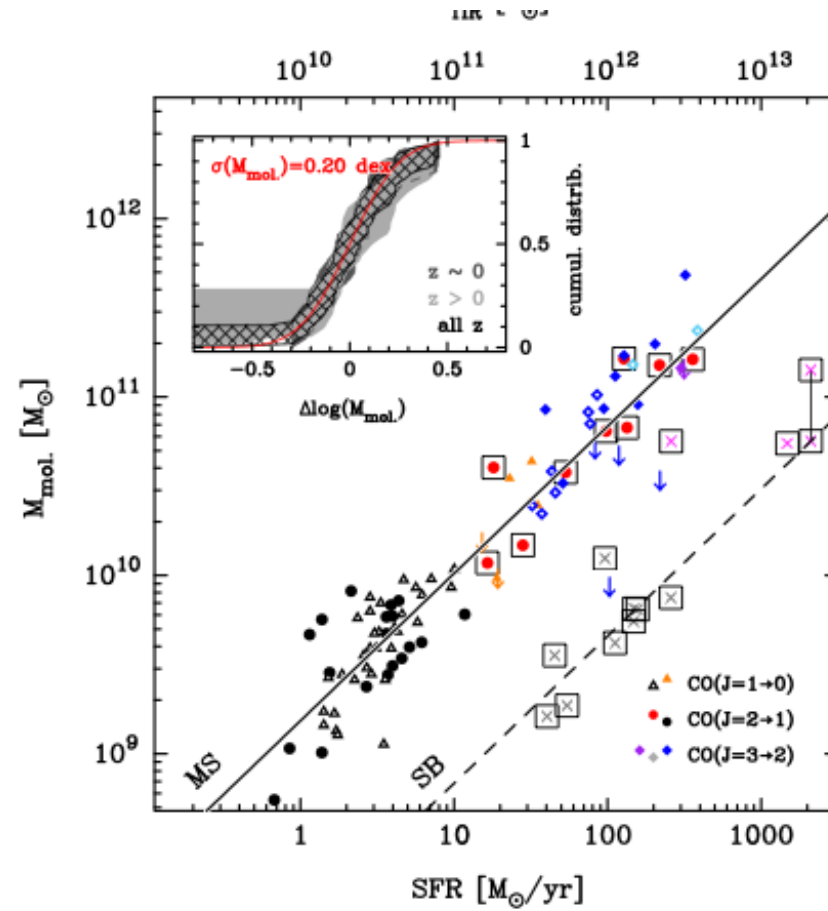 10^10 10^11 10^12 10^13
σ(M_mol.)=0.20 dex
1
0.5
0
cumul. distrib.
z ~ 0
z > 0
all z
−0.5 0 0.5
Δlog(M_mol.)
10^12
10^11
10^10
10^9
M_mol. [M_⊙]
MS
SB
CO(J=1→0)
CO(J=2→1)
CO(J=3→2)
1 10 100 1000
SFR [M_⊙/yr]